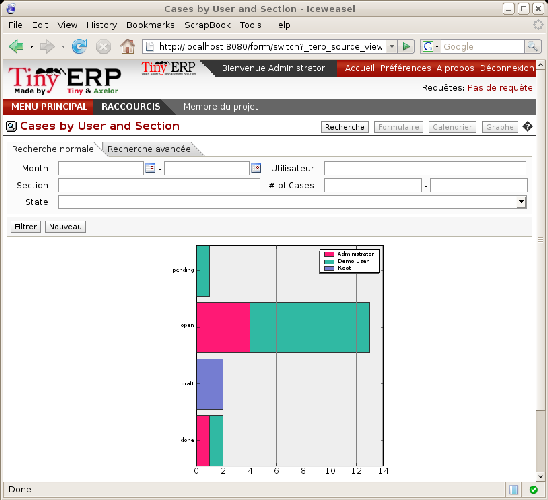 Cases by User and Section - Iceweasel
File Edit View History Bookmarks ScrapBook Tools Help
http://localhost:8080/form/switch?_terp_source_view
Google
Tiny ERP
Made by Tiny & Axelor
Tiny ERP
Bienvenue Administrator
Accueil Préférences A propos Déconnexion
Requêtes: Pas de requête
MENU PRINCIPAL RACCOURCIS Membre du projet
Cases by User and Section
Recherche Formulaire Calendrier Graphe
Recherche normale Recherche avancée
Month - Utilisateur
Section # of Cases -
State
Filtrer Nouveau
Administrator
Demo User
Root
pending
open
draft
done
0 2 4 6 8 10 12 14
Done